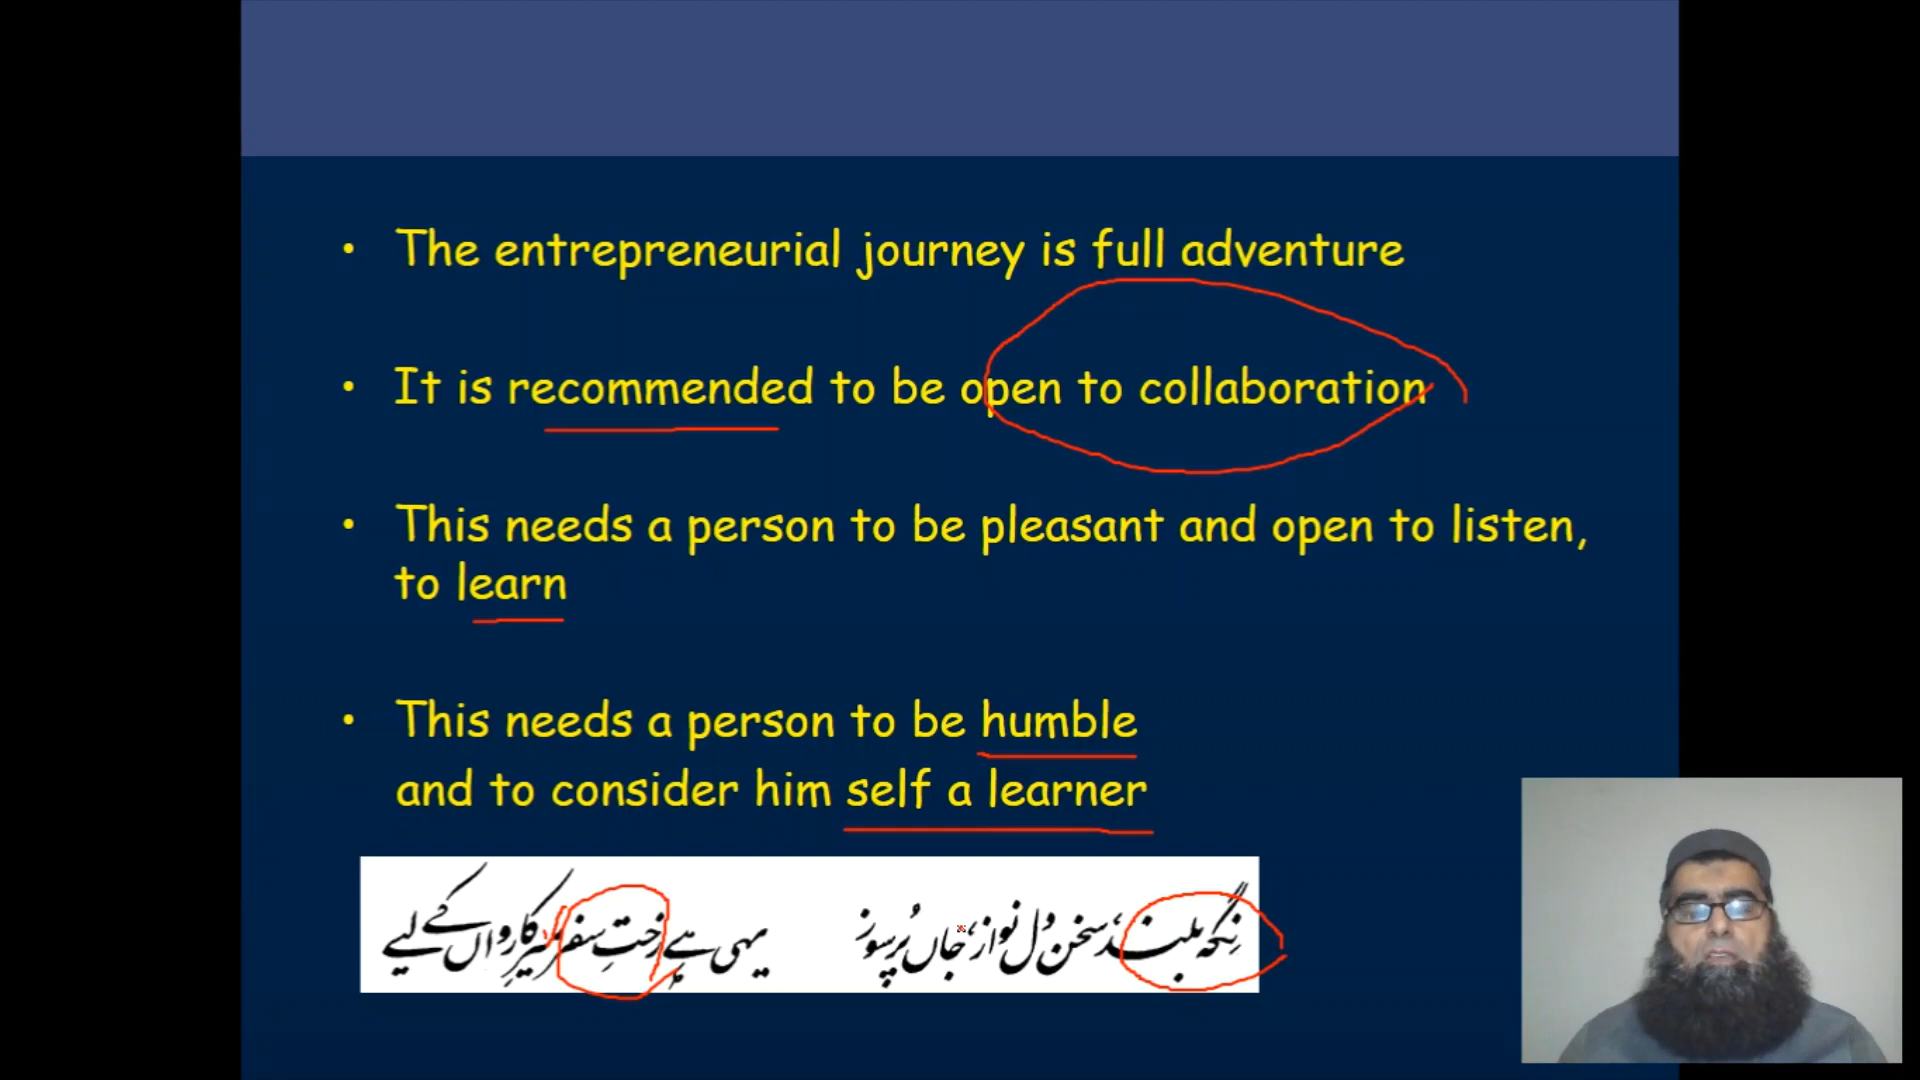 • The entrepreneurial journey is full adventure
• It is recommended to be open to collaboration
• This needs a person to be pleasant and open to listen,
to learn
• This needs a person to be humble
and to consider him self a learner
نِگہ بلند، سخن دل نواز، جاں پُرسوز یہی ہے رختِ سفر میرِ کارواں کے لیے